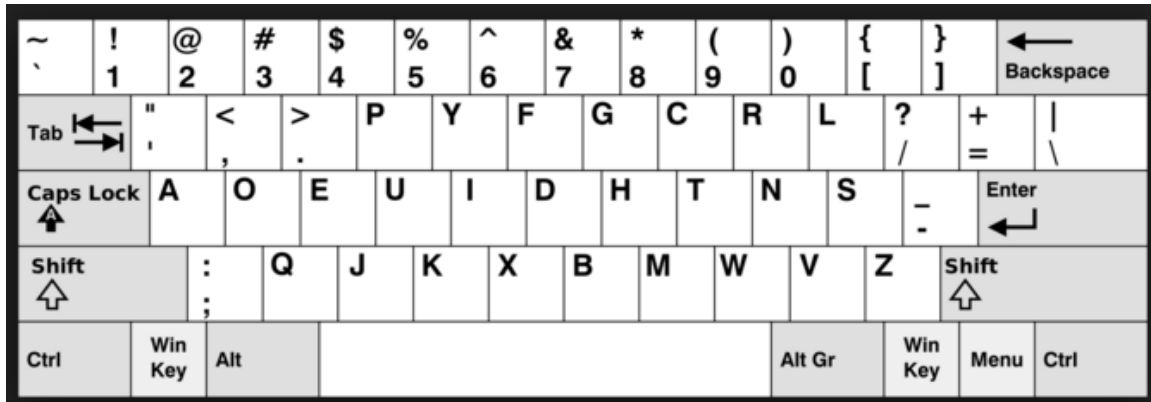 ~ ! @ # $ % ^ & * ( ) { }
` 1 2 3 4 5 6 7 8 9 0 [ ] Backspace
Tab " < > P Y F G C R L ? + |
' , . / = \
Caps Lock A O E U I D H T N S _ Enter
A -
Shift : Q J K X B M W V Z Shift
;
Ctrl Win Key Alt Alt Gr Win Key Menu Ctrl